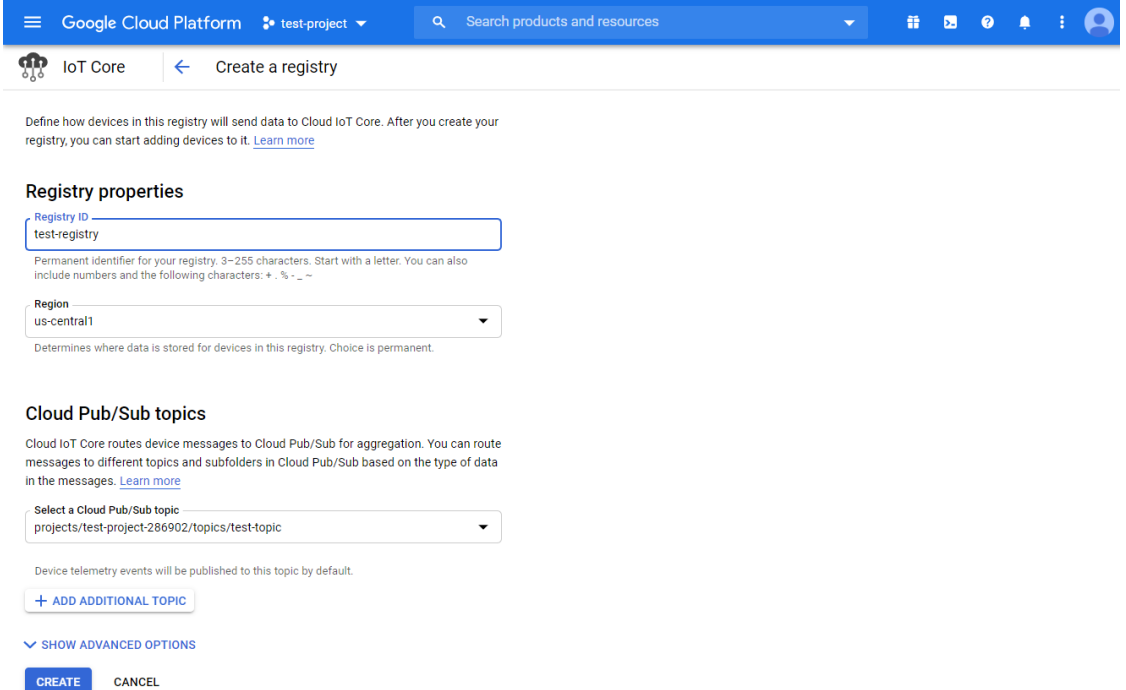 Google Cloud Platform test-project Search products and resources
IoT Core Create a registry
Define how devices in this registry will send data to Cloud IoT Core. After you create your
registry, you can start adding devices to it. Learn more
Registry properties
Registry ID
test-registry
Permanent identifier for your registry. 3–255 characters. Start with a letter. You can also
include numbers and the following characters: + . % - _ ~
Region
us-central1
Determines where data is stored for devices in this registry. Choice is permanent.
Cloud Pub/Sub topics
Cloud IoT Core routes device messages to Cloud Pub/Sub for aggregation. You can route
messages to different topics and subfolders in Cloud Pub/Sub based on the type of data
in the messages. Learn more
Select a Cloud Pub/Sub topic
projects/test-project-286902/topics/test-topic
Device telemetry events will be published to this topic by default.
ADD ADDITIONAL TOPIC
SHOW ADVANCED OPTIONS
CREATE CANCEL